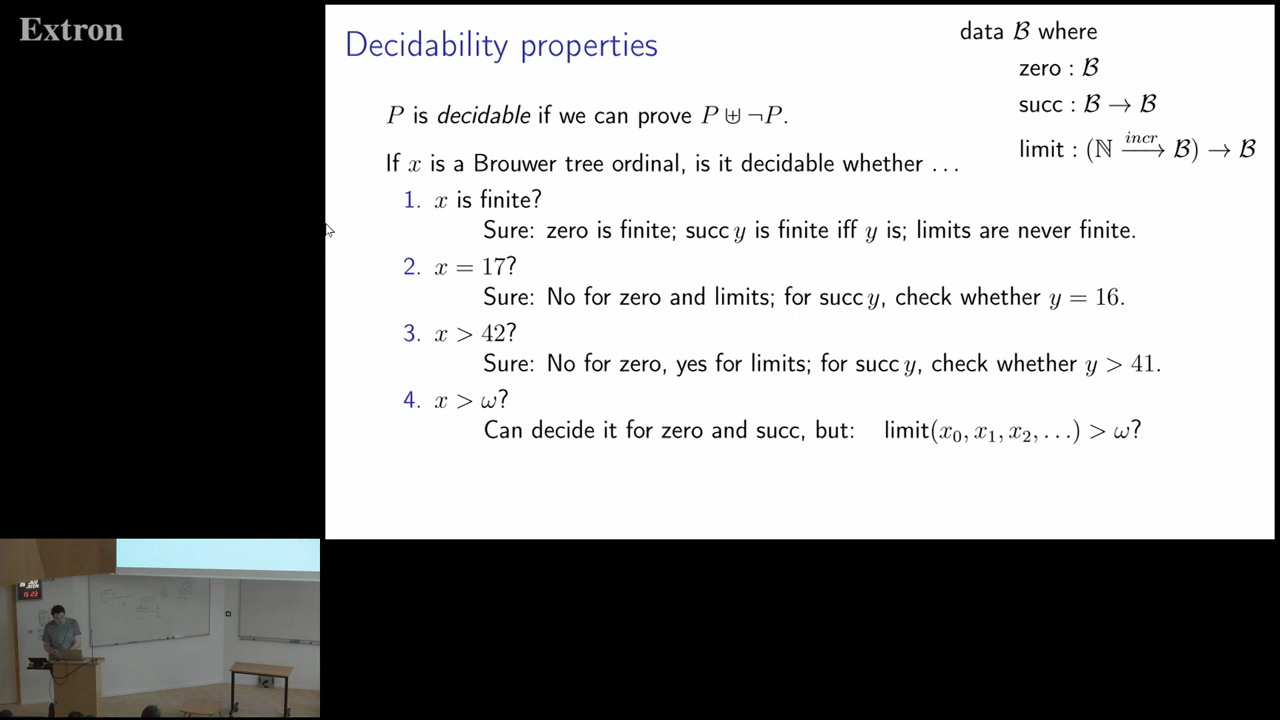 Extron
Decidability properties
data ℬ where
zero : ℬ
succ : ℬ → ℬ
limit : (ℕ incr⟶ ℬ) → ℬ
P is decidable if we can prove P ⊎ ¬P.
If x is a Brouwer tree ordinal, is it decidable whether …
1. x is finite?
Sure: zero is finite; succ y is finite iff y is; limits are never finite.
2. x = 17?
Sure: No for zero and limits; for succ y, check whether y = 16.
3. x > 42?
Sure: No for zero, yes for limits; for succ y, check whether y > 41.
4. x > ω?
Can decide it for zero and succ, but: limit(x₀, x₁, x₂, …) > ω?